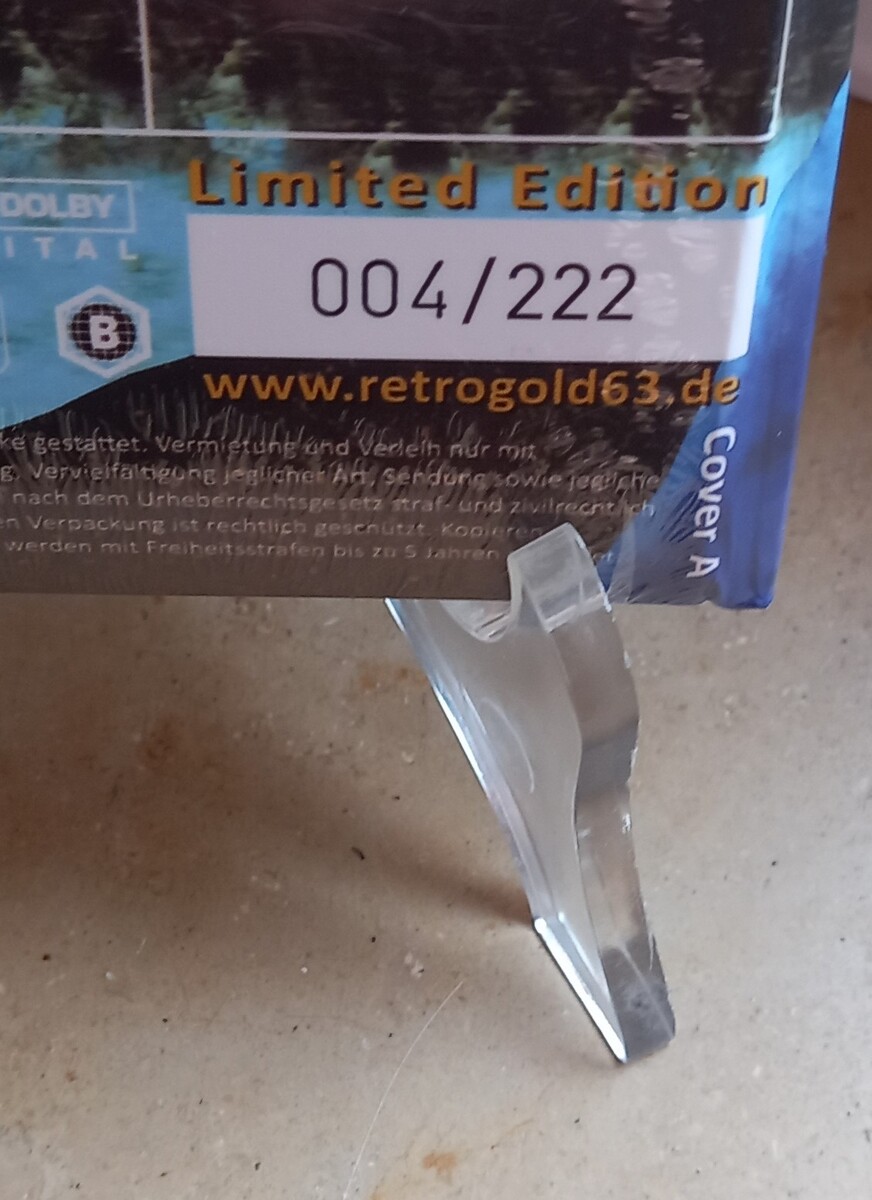 Limited Edition
DOLBY
ITAL
004/222
B
www.retrogold63.de
Cover A
ke gestattet. Vermietung und Verleih nur mit
g. Vervielfältigung jeglicher Art, Sendung sowie jegliche
nach dem Urheberrechtsgesetz straf- und zivilrechtlich
en Verpackung ist rechtlich geschützt. Kopieren
werden mit Freiheitsstrafen bis zu 5 Jahren